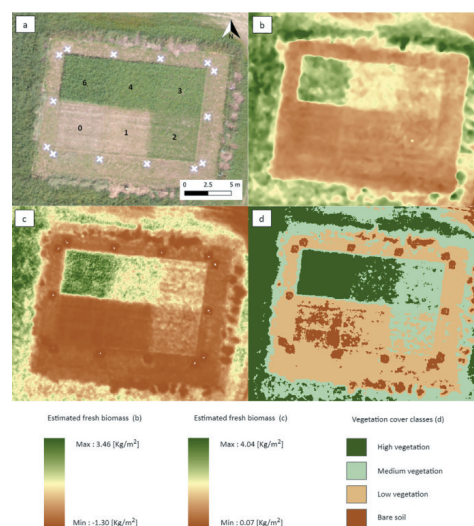 a
N
6
4
3
0
1
2
0 2.5 5 m
b
c
d
Estimated fresh biomass (b)
Max : 3.46 [Kg/m²]
Min : -1.30 [Kg/m²]
Estimated fresh biomass (c)
Max : 4.04 [Kg/m²]
Min : 0.07 [Kg/m²]
Vegetation cover classes (d)
High vegetation
Medium vegetation
Low vegetation
Bare soil